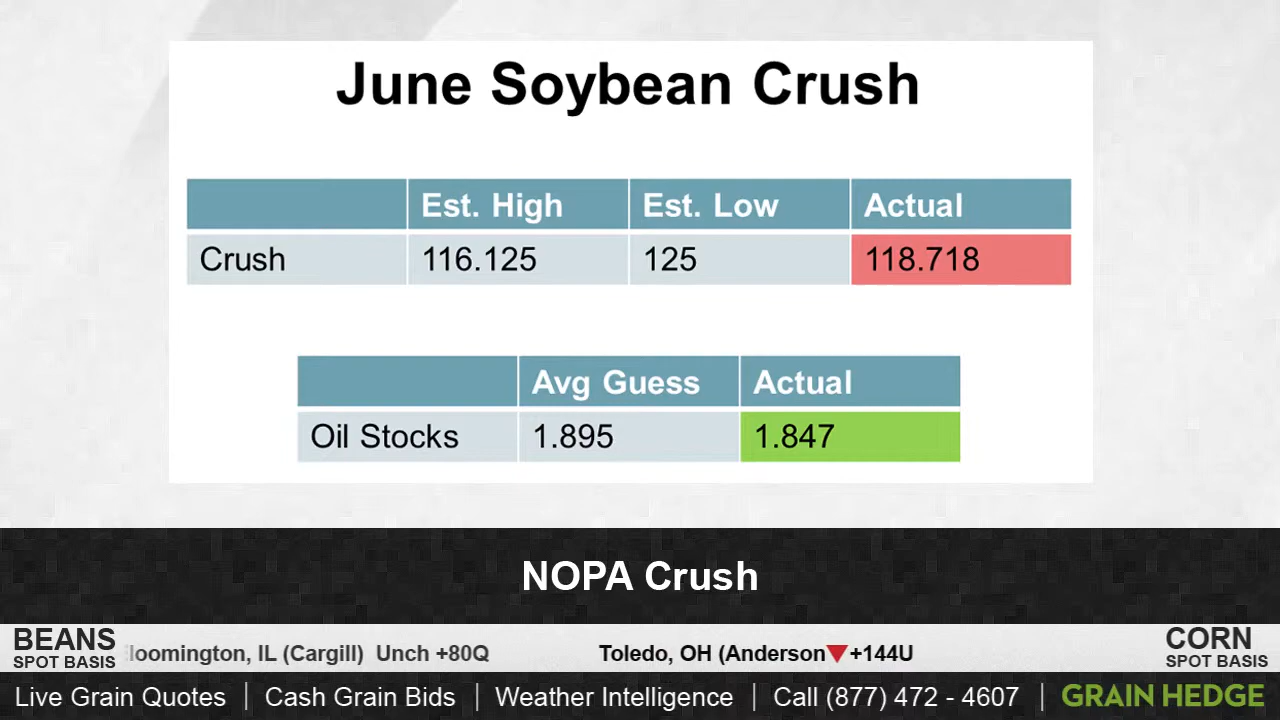 June Soybean Crush
Est. High Est. Low Actual
Crush 116.125 125 118.718
Avg Guess Actual
Oil Stocks 1.895 1.847
NOPA Crush
BEANS
SPOT BASIS
loomington, IL (Cargill) Unch +80Q
Toledo, OH (Anderson +144U
CORN
SPOT BASIS
Live Grain Quotes | Cash Grain Bids | Weather Intelligence | Call (877) 472 - 4607 | GRAIN HEDGE